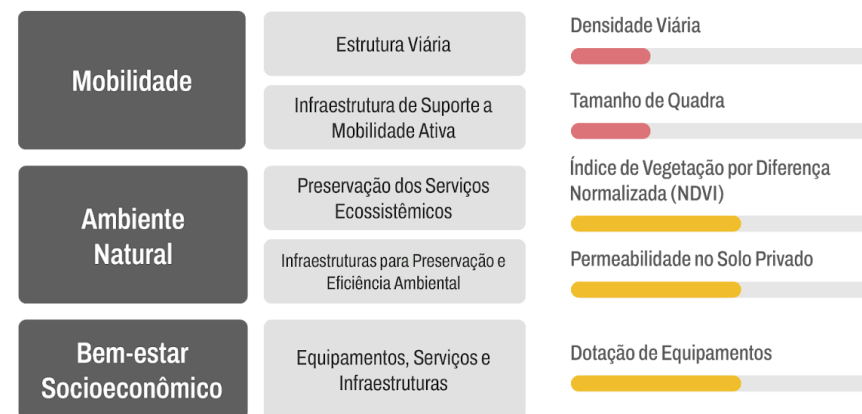 Mobilidade
Estrutura Viária
Infraestrutura de Suporte a
Mobilidade Ativa
Densidade Viária
Tamanho de Quadra
Ambiente
Natural
Preservação dos Serviços
Ecossistêmicos
Infraestruturas para Preservação e
Eficiência Ambiental
Índice de Vegetação por Diferença
Normalizada (NDVI)
Permeabilidade no Solo Privado
Bem-estar
Socioeconômico
Equipamentos, Serviços e
Infraestruturas
Dotação de Equipamentos